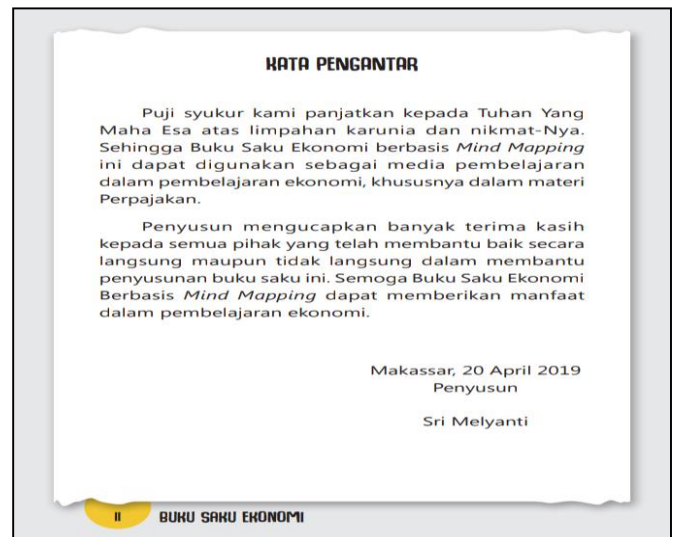 KATA PENGANTAR
Puji syukur kami panjatkan kepada Tuhan Yang
Maha Esa atas limpahan karunia dan nikmat-Nya.
Sehingga Buku Saku Ekonomi berbasis Mind Mapping
ini dapat digunakan sebagai media pembelajaran
dalam pembelajaran ekonomi, khususnya dalam materi
Perpajakan.
Penyusun mengucapkan banyak terima kasih
kepada semua pihak yang telah membantu baik secara
langsung maupun tidak langsung dalam membantu
penyusunan buku saku ini. Semoga Buku Saku Ekonomi
Berbasis Mind Mapping dapat memberikan manfaat
dalam pembelajaran ekonomi.
Makassar, 20 April 2019
Penyusun
Sri Melyanti
II BUKU SAKU EKONOMI